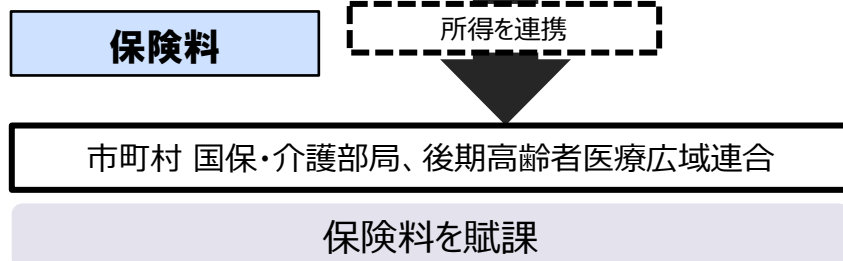 保険料
所得を連携
市町村 国保・介護部局、後期高齢者医療広域連合
保険料を賦課